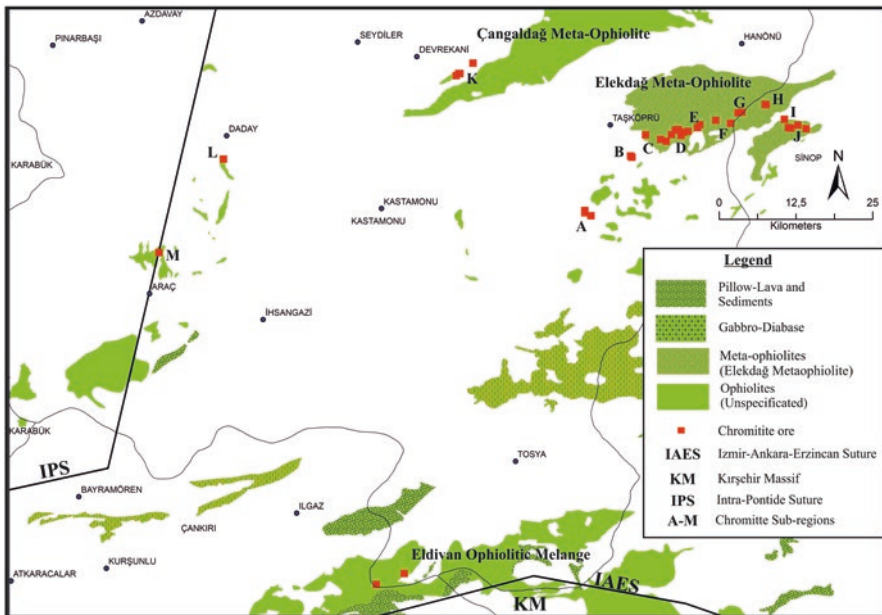 AZDAVAY
PINARBAŞI
SEYDİLER
DEVREKANİ
Çangaldağ Meta-Ophiolite
HANÖNÜ
K
Elekdağ Meta-Ophiolite
TAŞKÖPRÜ
G
H
E
F
I
C
D
J
SİNOP
DADAY
L
KARABÜK
B
N
KASTAMONU
KASTAMONU
A
0 12,5 25
Kilometers
M
ARAÇ
İHSANGAZİ
Legend
Pillow-Lava and
Sediments
Gabbro-Diabase
Meta-ophiolites
(Elekdağ Metaophiolite)
Ophiolites
(Unspecificated)
Chromitite ore
IAES Izmir-Ankara-Erzincan Suture
KM Kırşehir Massif
IPS Intra-Pontide Suture
A-M Chromitte Sub-regions
KARABÜK
IPS
TOSYA
BAYRAMÖREN
ÇANKIRI
ILGAZ
KURŞUNLU
ATKARACALAR
Eldivan Ophiolitic Melange
IAES
KM